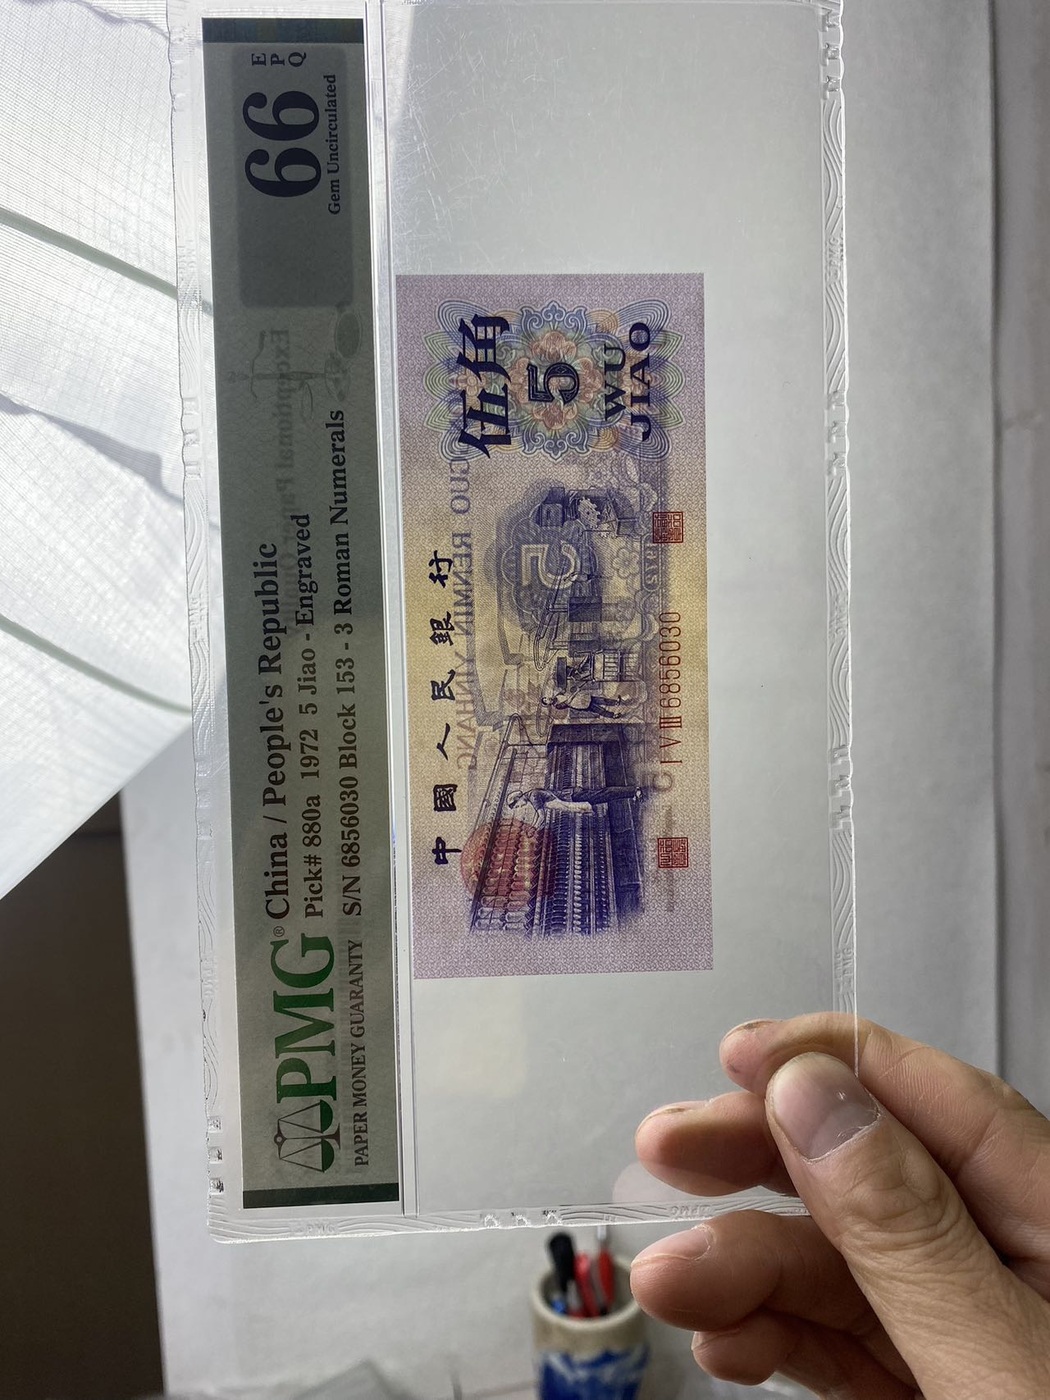 PMG® China / People's Republic
Pick# 880a 1972 5 Jiao - Engraved
PAPER MONEY GUARANTY S/N 6856030 Block 153 - 3 Roman Numerals
66 EPQ
Gem Uncirculated
中國人民銀行
伍角
5
WU
JIAO
I V III 6856030